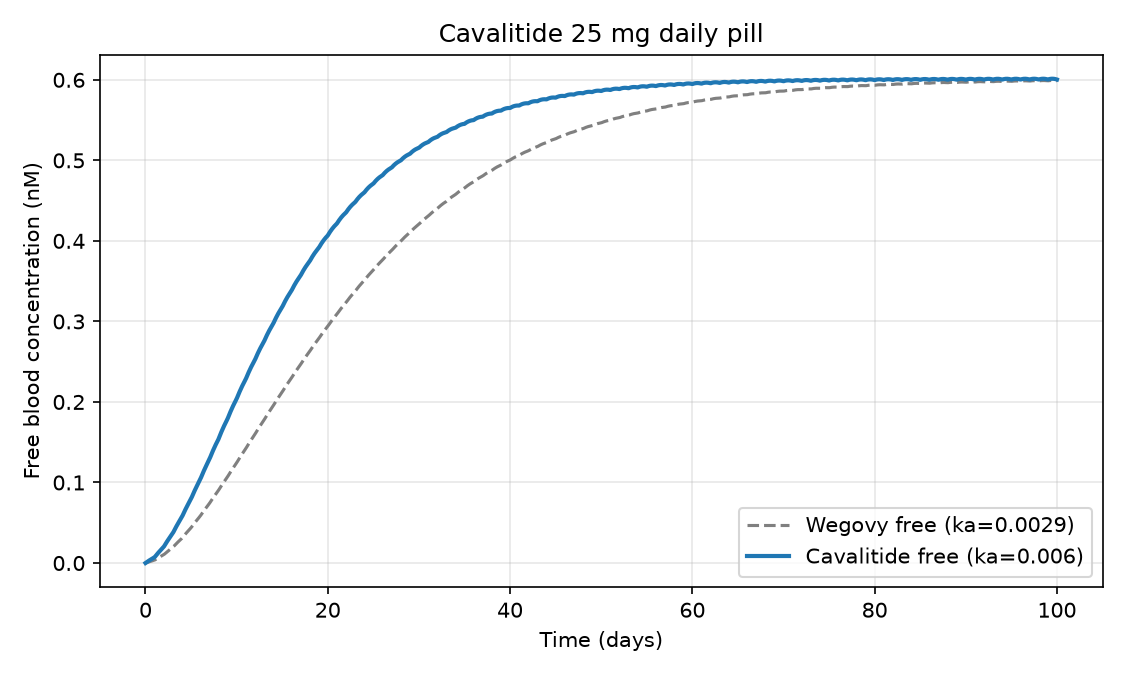 Cavalitide 25 mg daily pill
Free blood concentration (nM)
0.6
0.5
0.4
0.3
0.2
0.1
0.0
Wegovy free (ka=0.0029)
Cavalitide free (ka=0.006)
0 20 40 60 80 100
Time (days)